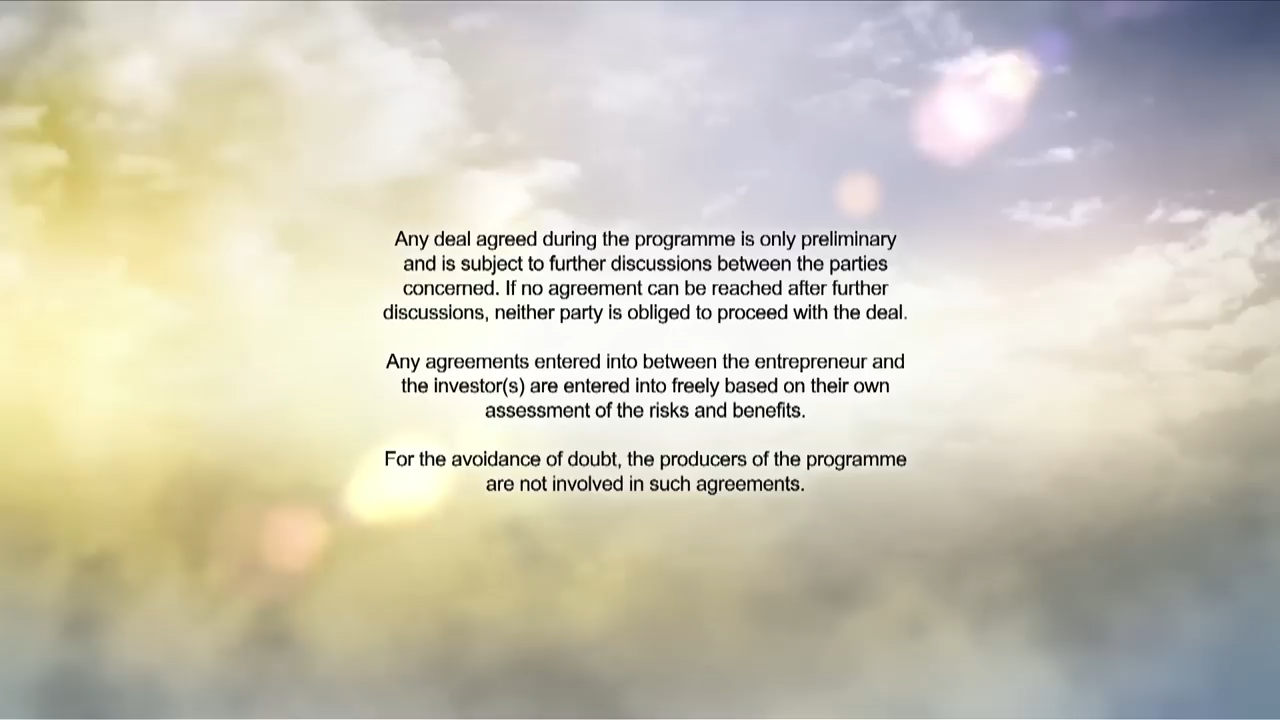 Any deal agreed during the programme is only preliminary
and is subject to further discussions between the parties
concerned. If no agreement can be reached after further
discussions, neither party is obliged to proceed with the deal.
Any agreements entered into between the entrepreneur and
the investor(s) are entered into freely based on their own
assessment of the risks and benefits.
For the avoidance of doubt, the producers of the programme
are not involved in such agreements.